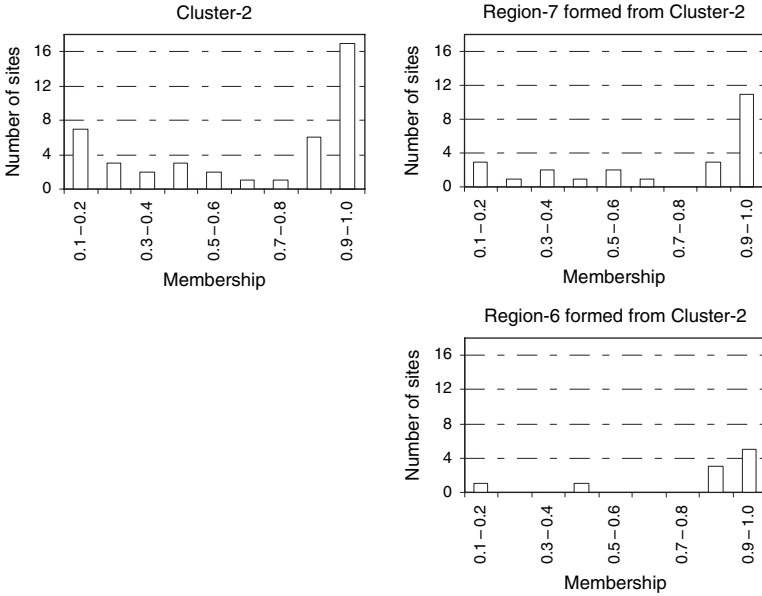 Cluster-2
Number of sites
16
12
8
4
0
0.1 – 0.2
0.3 – 0.4
0.5 – 0.6
0.7 – 0.8
0.9 – 1.0
Membership
Region-7 formed from Cluster-2
Number of sites
16
12
8
4
0
0.1 – 0.2
0.3 – 0.4
0.5 – 0.6
0.7 – 0.8
0.9 – 1.0
Membership
Region-6 formed from Cluster-2
Number of sites
16
12
8
4
0
0.1 – 0.2
0.3 – 0.4
0.5 – 0.6
0.7 – 0.8
0.9 – 1.0
Membership